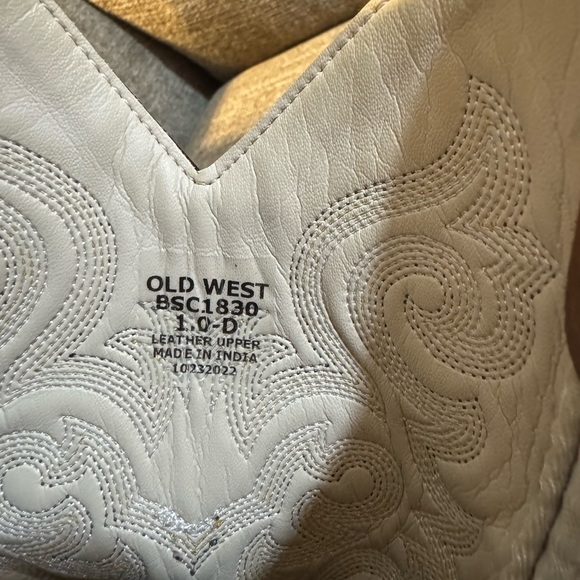 OLD WEST
BSC1830
1.0-D
LEATHER UPPER
MADE IN INDIA
10232022